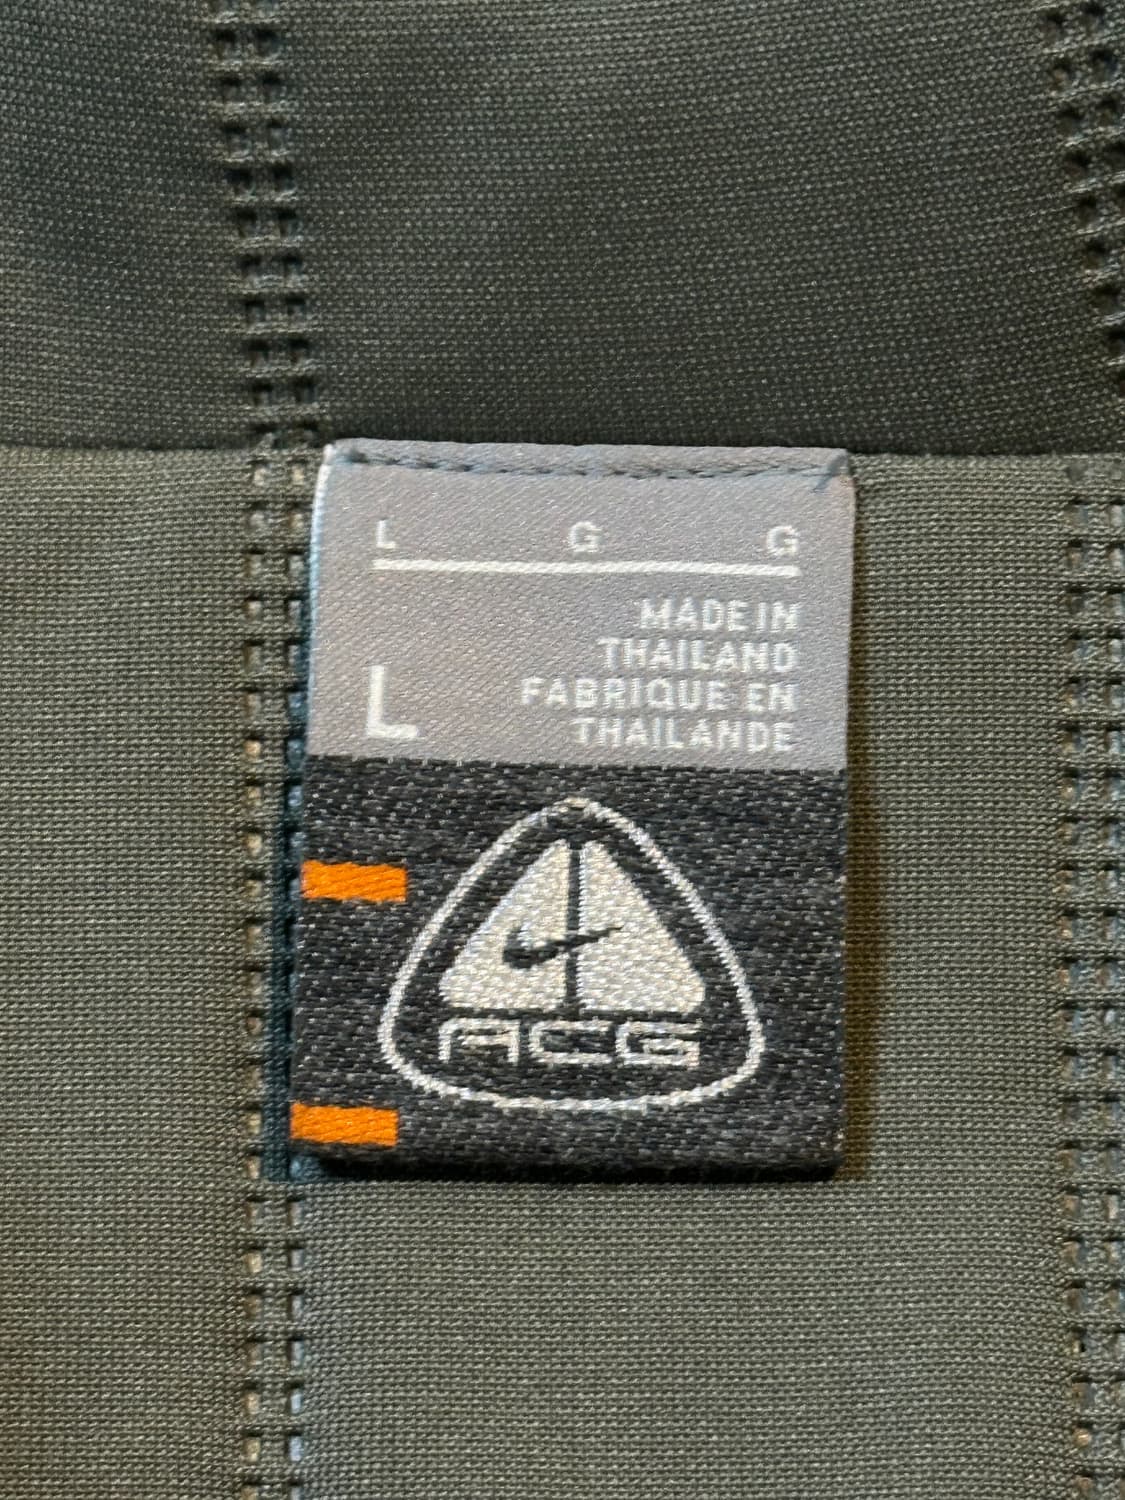 L G G
MADE IN
THAILAND
FABRIQUE EN
THAILANDE
L
ACG